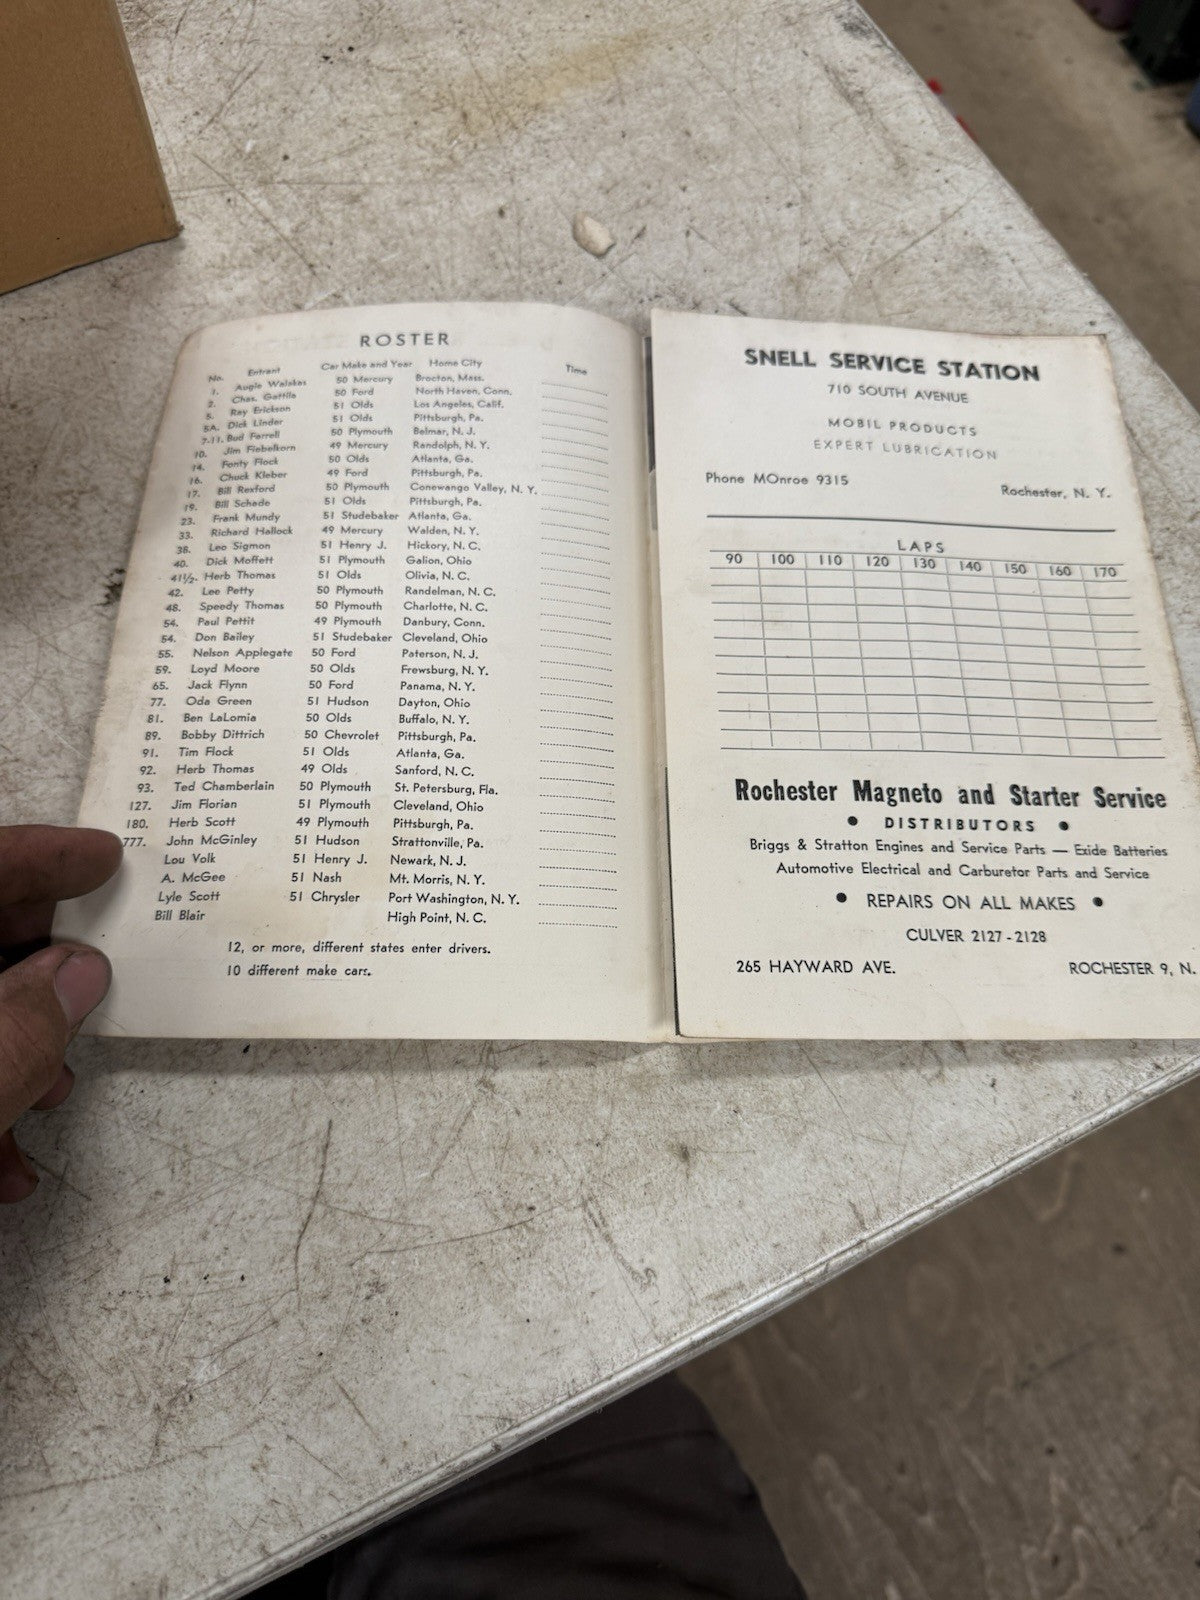 ROSTER
No. Entrant Car Make and Year Home City Time
1. Augie Walakas 50 Mercury Brocton, Mass.
2. Chas. Gattila 50 Ford North Haven, Conn.
5. Ray Erickson 51 Olds Los Angeles, Calif.
5A. Dick Linder 51 Olds Pittsburgh, Pa.
7-11. Bud Farrell 50 Plymouth Belmar, N. J.
10. Jim Fiebelkorn 49 Mercury Randolph, N. Y.
14. Fonty Flock 50 Olds Atlanta, Ga.
16. Chuck Kleber 49 Ford Pittsburgh, Pa.
17. Bill Rexford 50 Plymouth Conewango Valley, N. Y.
19. Bill Schade 51 Olds Pittsburgh, Pa.
23. Frank Mundy 51 Studebaker Atlanta, Ga.
33. Richard Hallock 49 Mercury Walden, N. Y.
38. Leo Sigmon 51 Henry J. Hickory, N. C.
40. Dick Moffett 51 Plymouth Galion, Ohio
41½. Herb Thomas 51 Olds Olivia, N. C.
42. Lee Petty 50 Plymouth Randelman, N. C.
48. Speedy Thomas 50 Plymouth Charlotte, N. C.
54. Paul Pettit 49 Plymouth Danbury, Conn.
54. Don Bailey 51 Studebaker Cleveland, Ohio
55. Nelson Applegate 50 Ford Paterson, N. J.
59. Loyd Moore 50 Olds Frewsburg, N. Y.
65. Jack Flynn 50 Ford Panama, N. Y.
77. Oda Green 51 Hudson Dayton, Ohio
81. Ben LaLomia 50 Olds Buffalo, N. Y.
89. Bobby Dittrich 50 Chevrolet Pittsburgh, Pa.
91. Tim Flock 51 Olds Atlanta, Ga.
92. Herb Thomas 49 Olds Sanford, N. C.
93. Ted Chamberlain 50 Plymouth St. Petersburg, Fla.
127. Jim Florian 51 Plymouth Cleveland, Ohio
180. Herb Scott 49 Plymouth Pittsburgh, Pa.
777. John McGinley 51 Hudson Strattonville, Pa.
Lou Volk 51 Henry J. Newark, N. J.
A. McGee 51 Nash Mt. Morris, N. Y.
Lyle Scott 51 Chrysler Port Washington, N. Y.
Bill Blair High Point, N. C.
12, or more, different states enter drivers.
10 different make cars.
SNELL SERVICE STATION
710 SOUTH AVENUE
MOBIL PRODUCTS
EXPERT LUBRICATION
Phone MOnroe 9315 Rochester, N. Y.
LAPS
90 100 110 120 130 140 150 160 170
Rochester Magneto and Starter Service
● DISTRIBUTORS ●
Briggs & Stratton Engines and Service Parts — Exide Batteries
Automotive Electrical and Carburetor Parts and Service
● REPAIRS ON ALL MAKES ●
CULVER 2127-2128
265 HAYWARD AVE. ROCHESTER 9, N.